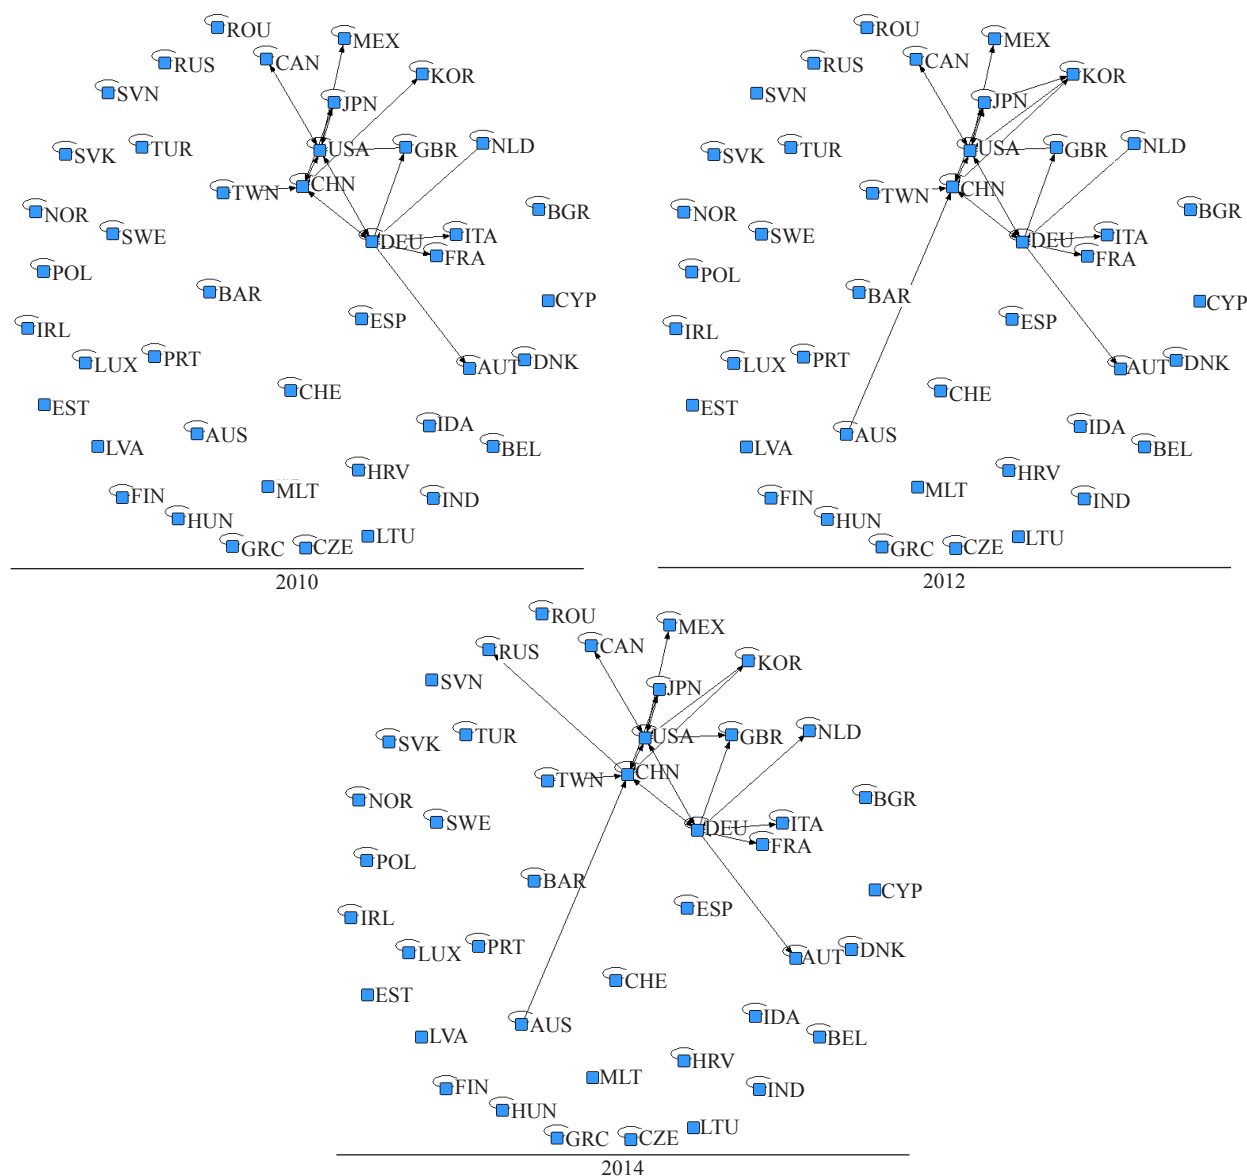 ROU
MEX
CAN
RUS
KOR
SVN
JPN
TUR
USA
GBR
NLD
SVK
CHN
TWN
NOR
BGR
SWE
DEU
ITA
FRA
POL
BAR
CYP
ESP
IRL
LUX
PRT
AUT
DNK
CHE
EST
AUS
IDA
LVA
BEL
HRV
MLT
FIN
IND
HUN
GRC
CZE
LTU
2010
ROU
MEX
CAN
RUS
KOR
SVN
JPN
TUR
USA
GBR
NLD
SVK
CHN
TWN
NOR
BGR
SWE
DEU
ITA
FRA
POL
BAR
CYP
ESP
IRL
LUX
PRT
AUT
DNK
CHE
EST
AUS
IDA
LVA
BEL
HRV
MLT
FIN
IND
HUN
GRC
CZE
LTU
2012
ROU
MEX
CAN
RUS
KOR
SVN
JPN
TUR
USA
GBR
NLD
SVK
CHN
TWN
NOR
BGR
SWE
DEU
ITA
FRA
POL
BAR
CYP
ESP
IRL
LUX
PRT
AUT
DNK
CHE
EST
AUS
IDA
LVA
BEL
HRV
MLT
FIN
IND
HUN
GRC
CZE
LTU
2014